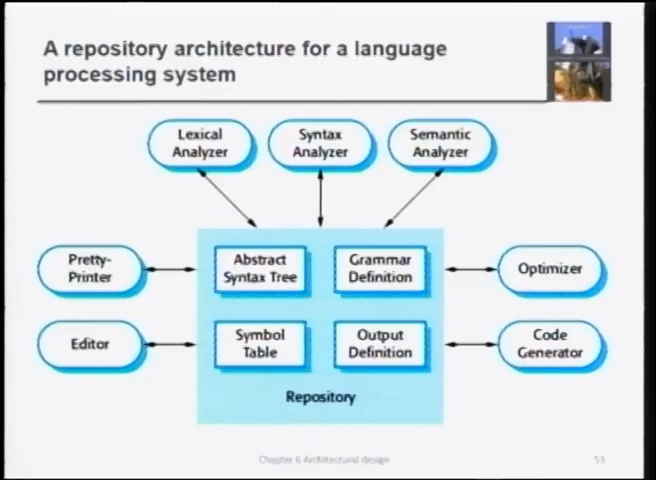 A repository architecture for a language
processing system
Lexical
Analyzer
Syntax
Analyzer
Semantic
Analyzer
Pretty-
Printer
Abstract
Syntax Tree
Grammar
Definition
Optimizer
Editor
Symbol
Table
Output
Definition
Code
Generator
Repository
Chapter 6 Architectural design
53